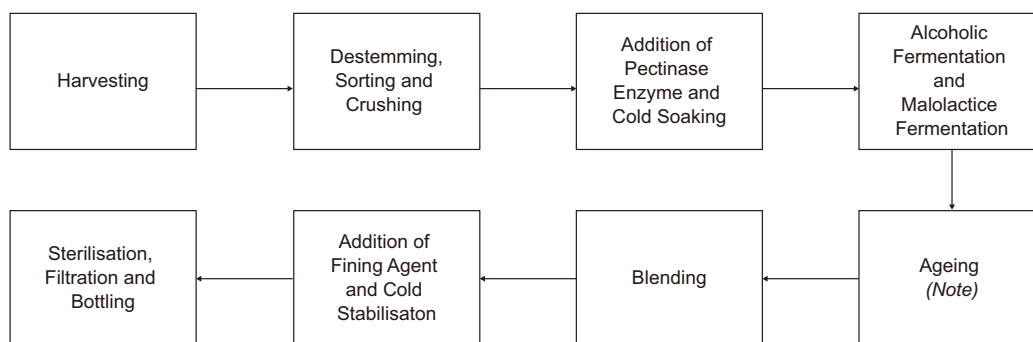 Harvesting
Destemming,
Sorting and
Crushing
Addition of
Pectinase
Enzyme and
Cold Soaking
Alcoholic
Fermentation
and
Malolactice
Fermentation
Ageing
(Note)
Blending
Addition of
Fining Agent
and Cold
Stabilisaton
Sterilisation,
Filtration and
Bottling